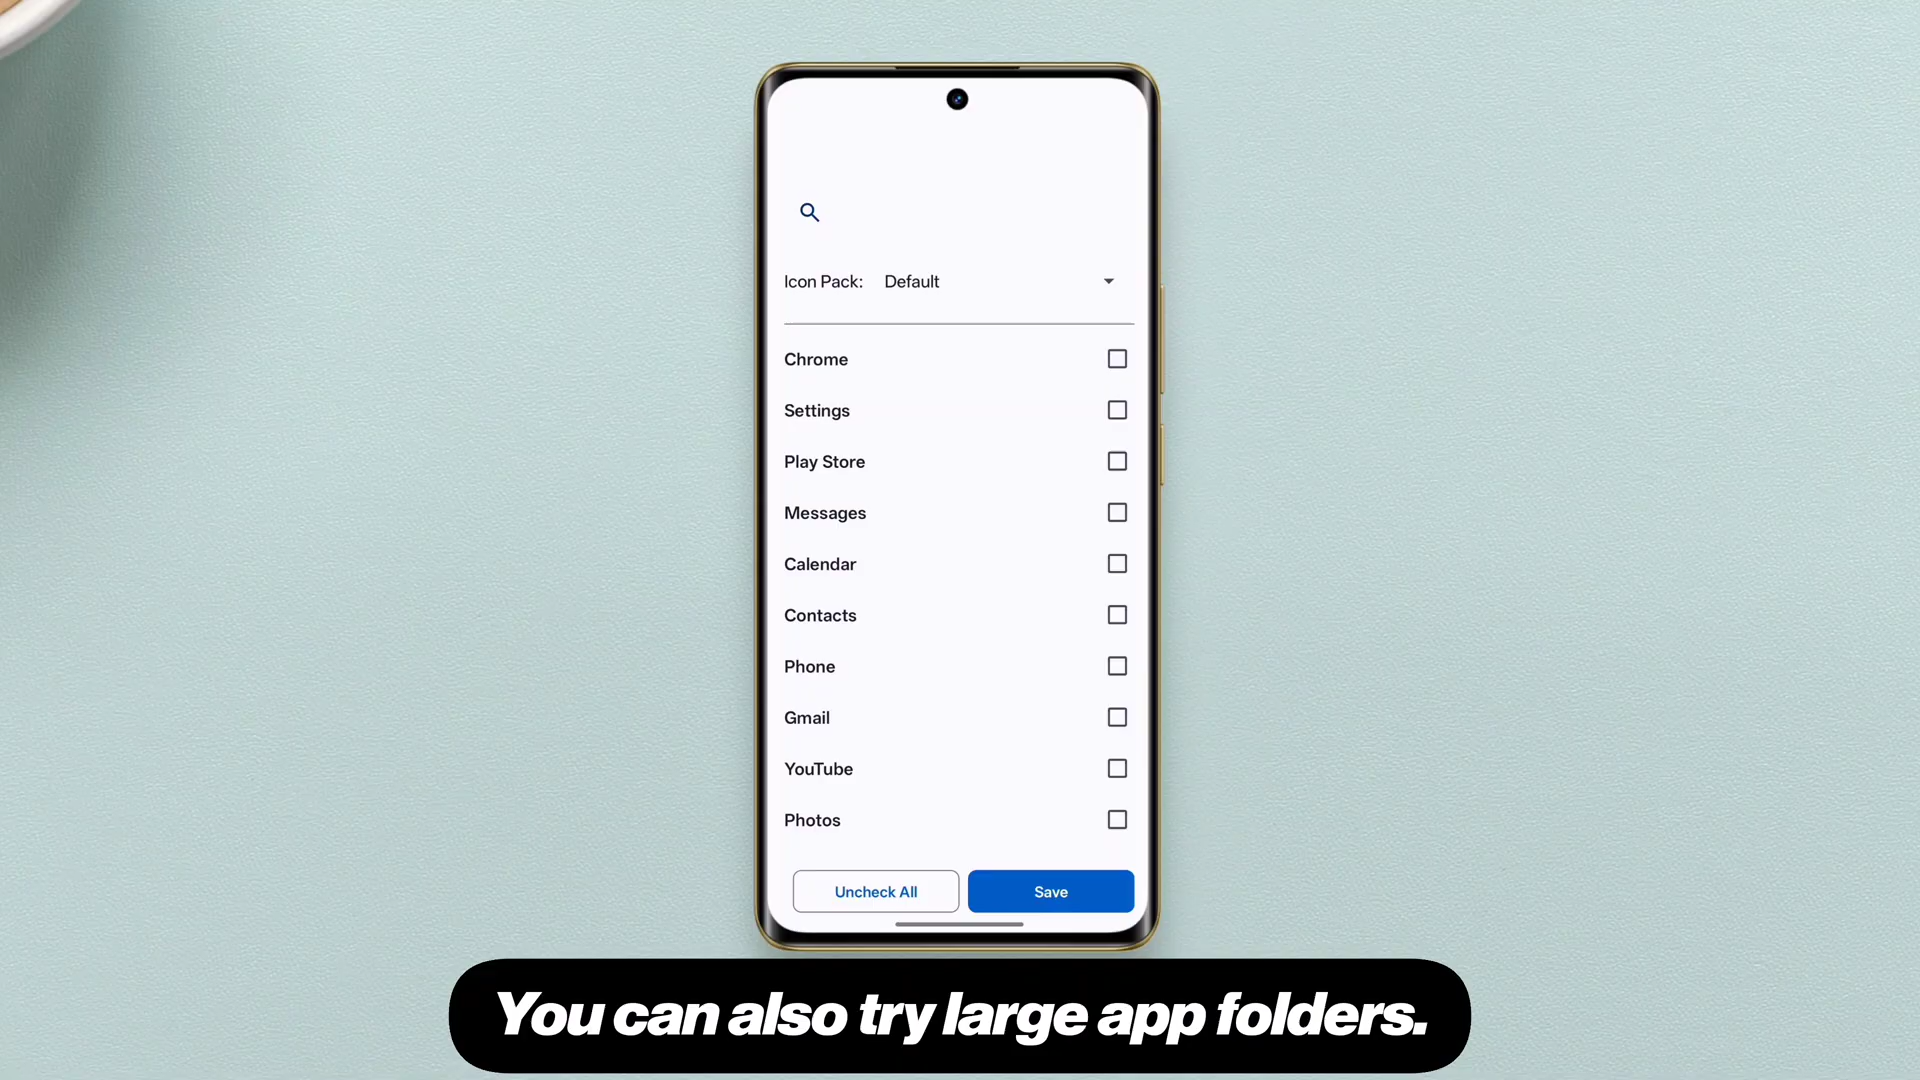 Icon Pack: Default
Chrome
Settings
Play Store
Messages
Calendar
Contacts
Phone
Gmail
YouTube
Photos
Uncheck All Save
You can also try large app folders.